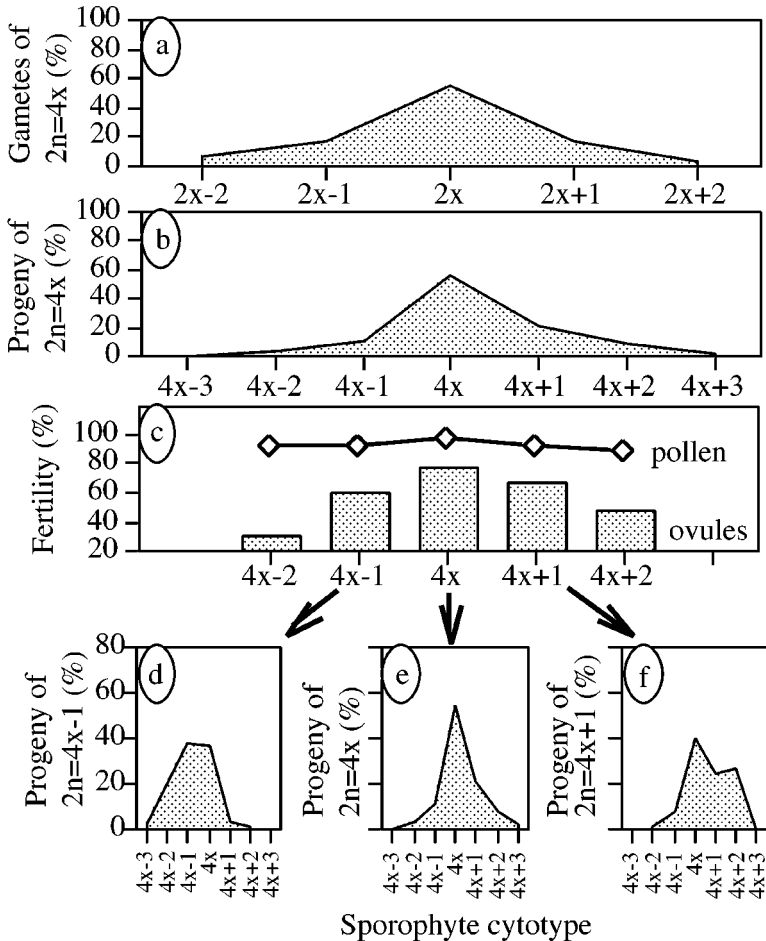 Gametes of
2n=4x (%)
100
80
60
40
20
0
a
2x-2 2x-1 2x 2x+1 2x+2
Progeny of
2n=4x (%)
100
80
60
40
20
0
b
4x-3 4x-2 4x-1 4x 4x+1 4x+2 4x+3
Fertility (%)
100
80
60
40
20
c
pollen
ovules
4x-2 4x-1 4x 4x+1 4x+2
Progeny of
2n=4x-1 (%)
80
60
40
20
0
d
4x-3 4x-2 4x-1 4x 4x+1 4x+2 4x+3
Progeny of
2n=4x (%)
e
4x-3 4x-2 4x-1 4x 4x+1 4x+2 4x+3
Progeny of
2n=4x+1 (%)
f
4x-3 4x-2 4x-1 4x 4x+1 4x+2 4x+3
Sporophyte cytotype